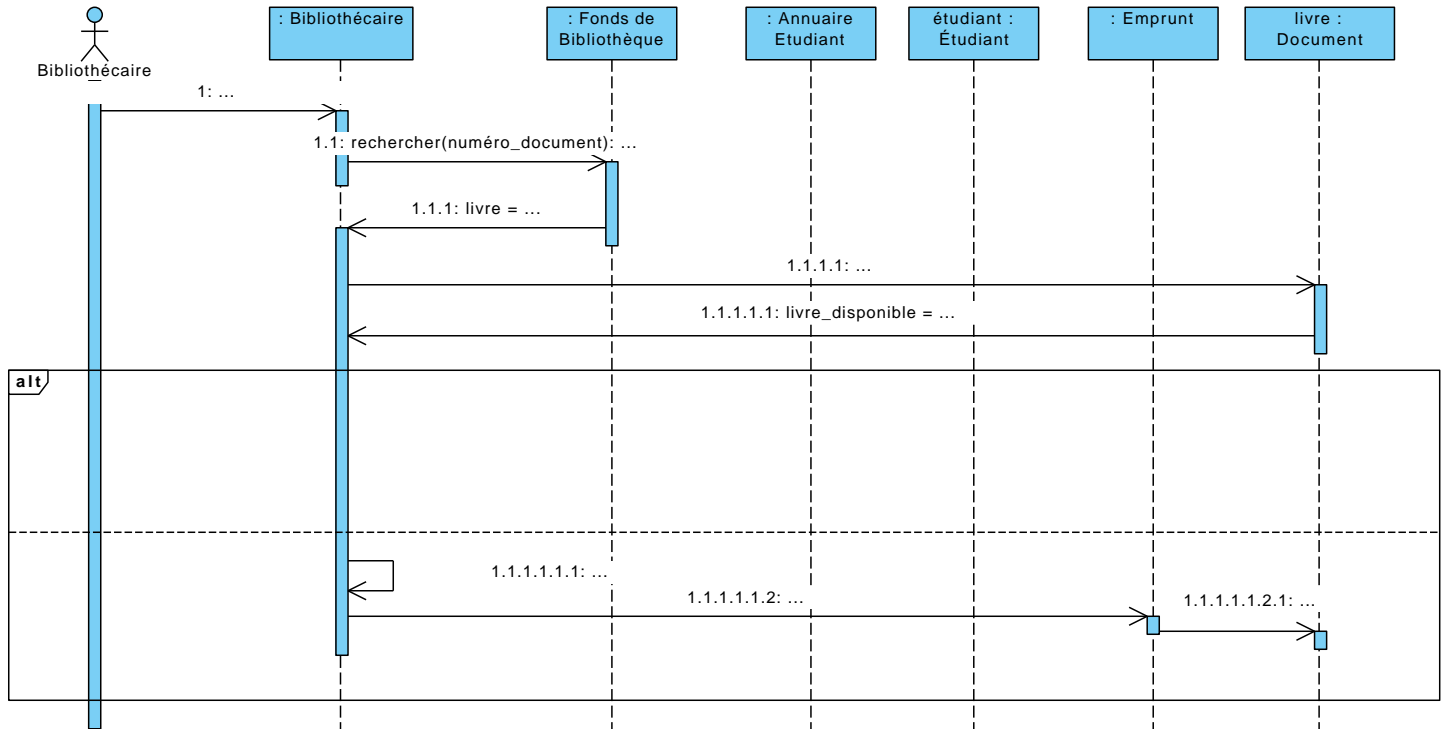 Bibliothécaire
: Bibliothécaire
: Fonds de
Bibliothèque
: Annuaire
Etudiant
étudiant :
Étudiant
: Emprunt
livre :
Document
1: ...
1.1: rechercher(numéro_document): ...
1.1.1: livre = ...
1.1.1.1: ...
1.1.1.1.1: livre_disponible = ...
alt
1.1.1.1.1.1: ...
1.1.1.1.1.2: ...
1.1.1.1.1.2.1: ...